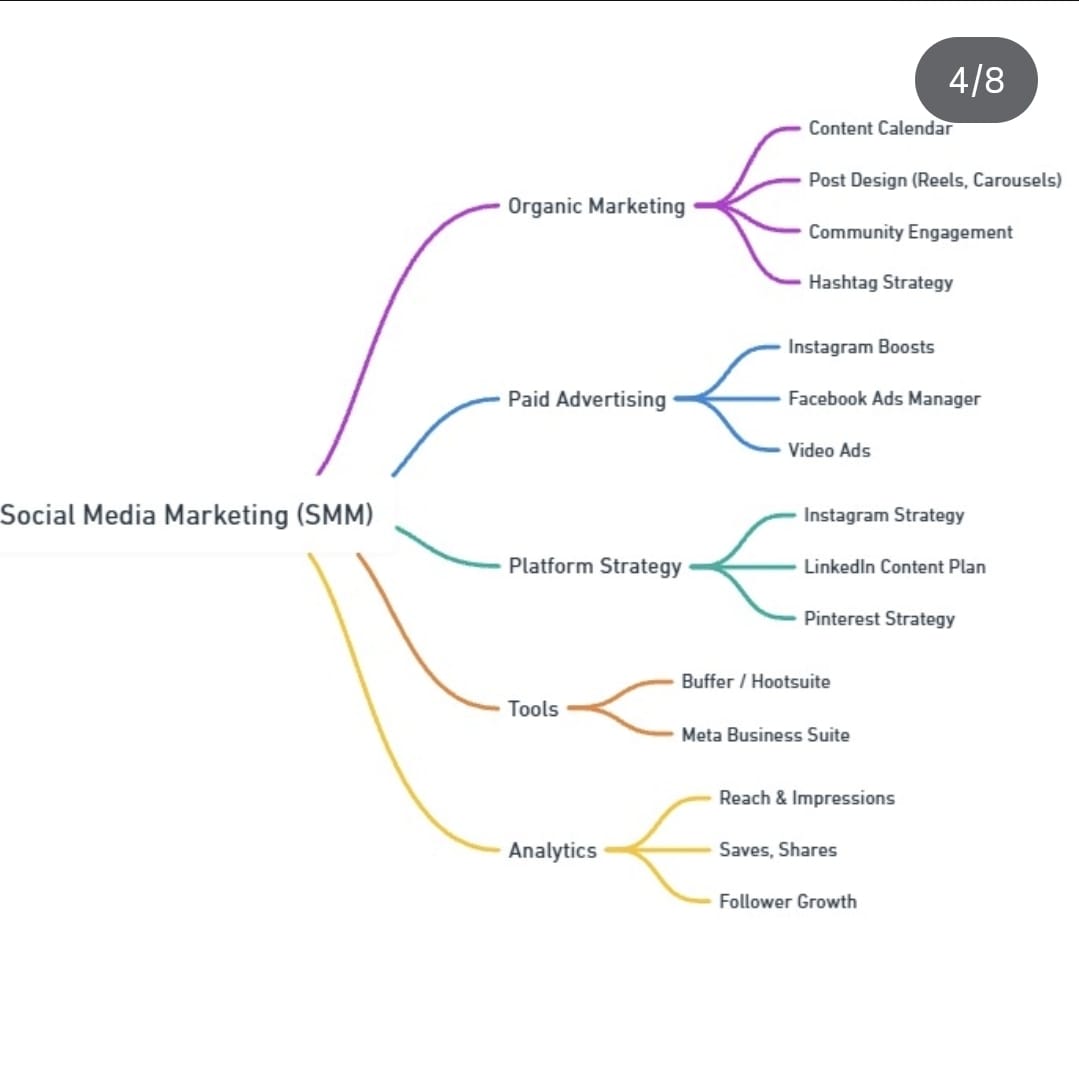 4/8
Content Calendar
Post Design (Reels, Carousels)
Organic Marketing
Community Engagement
Hashtag Strategy
Instagram Boosts
Paid Advertising
Facebook Ads Manager
Video Ads
Social Media Marketing (SMM)
Instagram Strategy
Platform Strategy
LinkedIn Content Plan
Pinterest Strategy
Buffer / Hootsuite
Tools
Meta Business Suite
Reach & Impressions
Analytics
Saves, Shares
Follower Growth